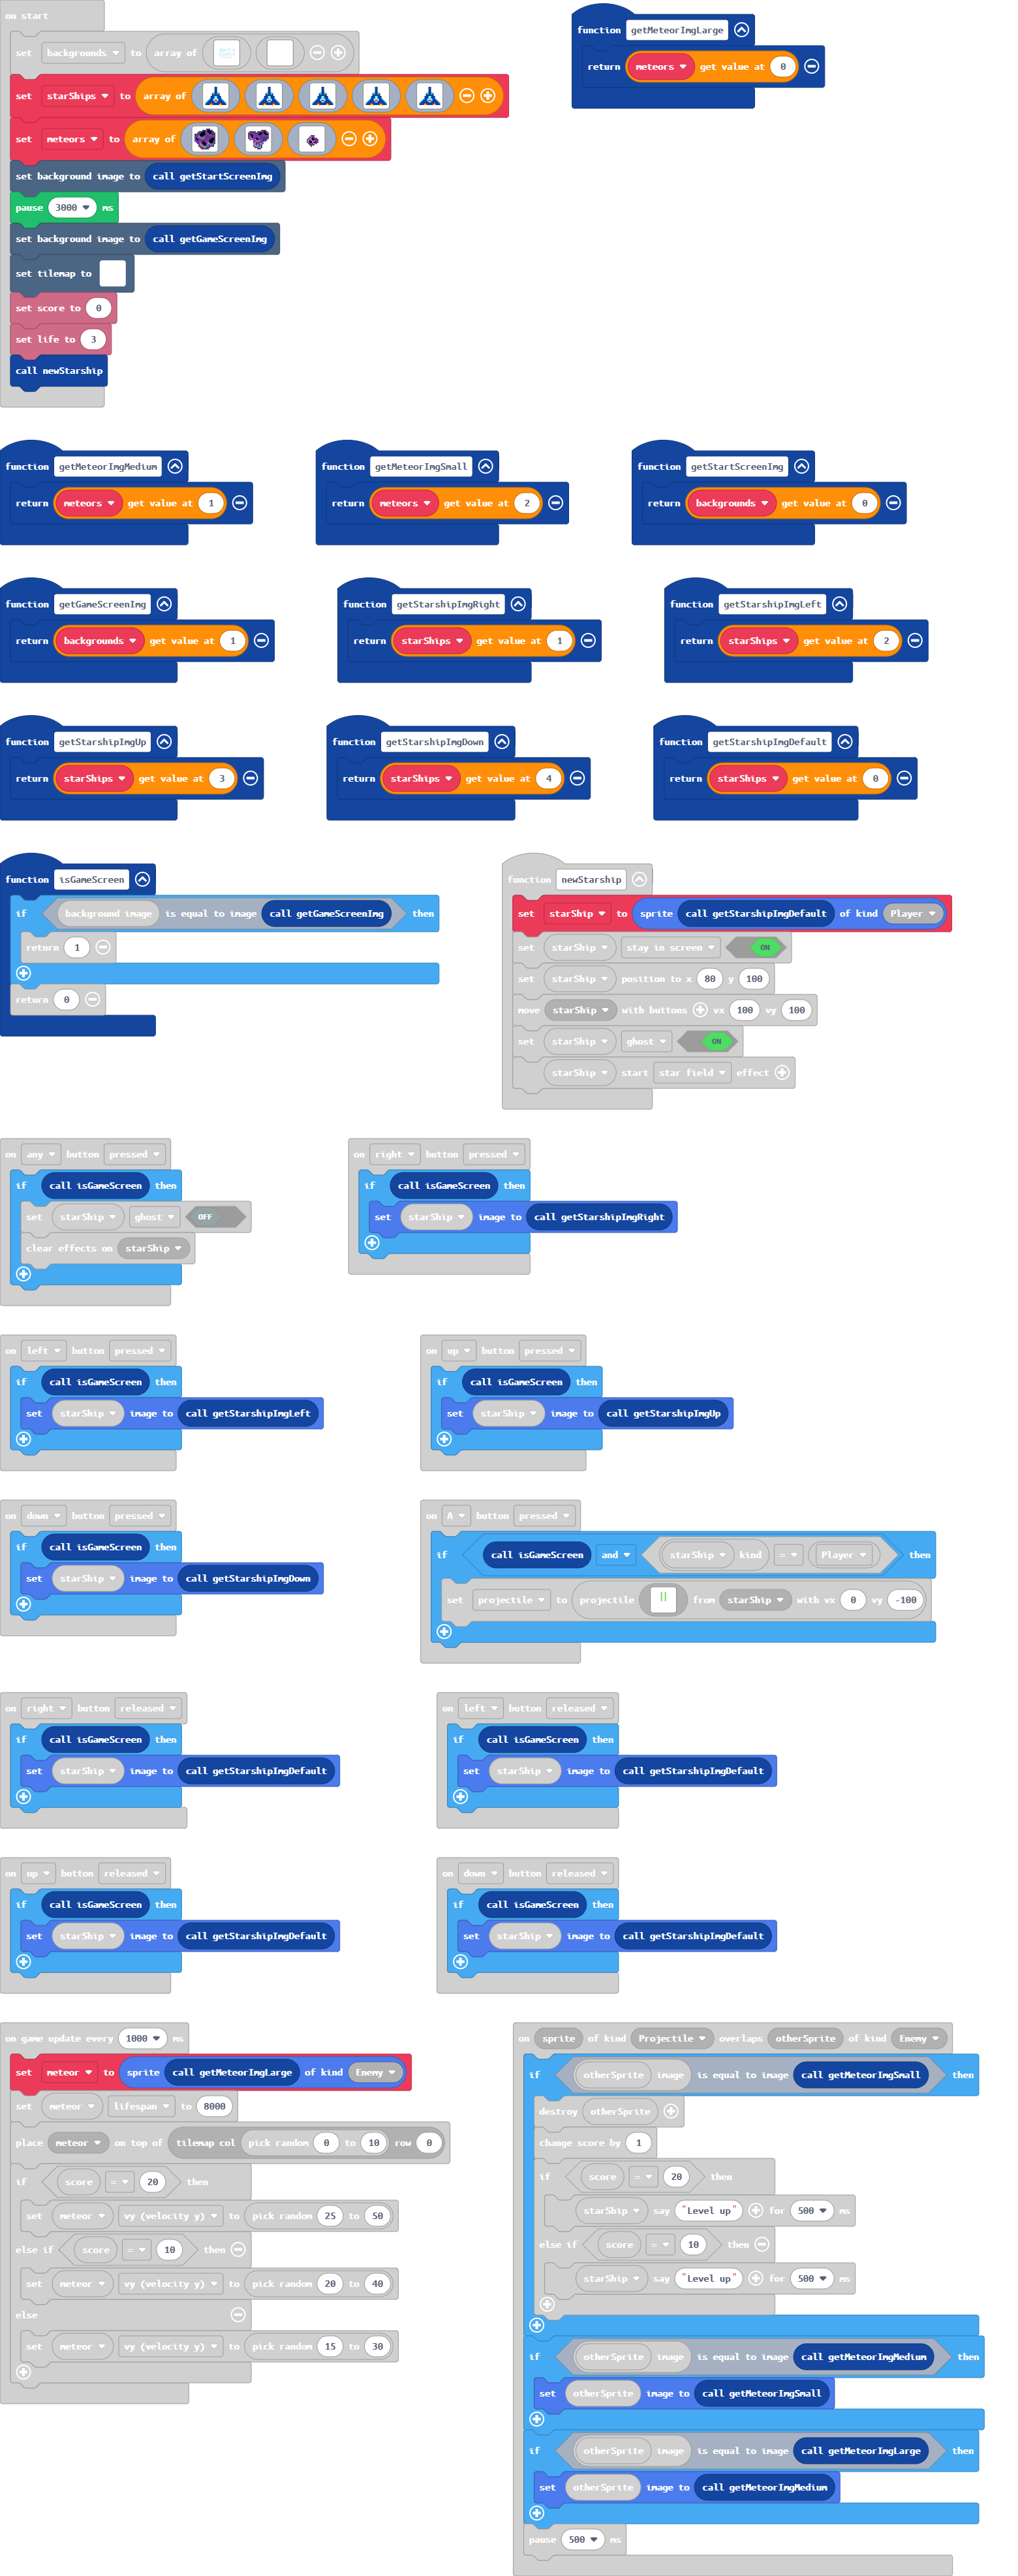 on start
set backgrounds to array of
set starShips to array of
set meteors to array of
set background image to call getStartScreenImg
pause 3000 ms
set background image to call getGameScreenImg
set tilemap to
set score to 0
set life to 3
call newStarship
function getMeteorImgLarge
return meteors get value at 0
function getMeteorImgMedium
return meteors get value at 1
function getMeteorImgSmall
return meteors get value at 2
function getStartScreenImg
return backgrounds get value at 0
function getGameScreenImg
return backgrounds get value at 1
function getStarshipImgRight
return starShips get value at 1
function getStarshipImgLeft
return starShips get value at 2
function getStarshipImgUp
return starShips get value at 3
function getStarshipImgDown
return starShips get value at 4
function getStarshipImgDefault
return starShips get value at 0
function isGameScreen
if background image is equal to image call getGameScreenImg then
return 1
return 0
function newStarship
set starShip to sprite call getStarshipImgDefault of kind Player
set starShip stay in screen ON
set starShip position to x 80 y 100
move starShip with buttons vx 100 vy 100
set starShip ghost ON
starShip start star field effect
on any button pressed
if call isGameScreen then
set starShip ghost OFF
clear effects on starShip
on right button pressed
if call isGameScreen then
set starShip image to call getStarshipImgRight
on left button pressed
if call isGameScreen then
set starShip image to call getStarshipImgLeft
on up button pressed
if call isGameScreen then
set starShip image to call getStarshipImgUp
on down button pressed
if call isGameScreen then
set starShip image to call getStarshipImgDown
on A button pressed
if call isGameScreen and starShip kind = Player then
set projectile to projectile from starShip with vx 0 vy -100
on right button released
if call isGameScreen then
set starShip image to call getStarshipImgDefault
on left button released
if call isGameScreen then
set starShip image to call getStarshipImgDefault
on up button released
if call isGameScreen then
set starShip image to call getStarshipImgDefault
on down button released
if call isGameScreen then
set starShip image to call getStarshipImgDefault
on game update every 1000 ms
set meteor to sprite call getMeteorImgLarge of kind Enemy
set meteor lifespan to 8000
place meteor on top of tilemap col pick random 0 to 10 row 0
if score = 20 then
set meteor vy (velocity y) to pick random 25 to 50
else if score = 10 then
set meteor vy (velocity y) to pick random 20 to 40
else
set meteor vy (velocity y) to pick random 15 to 30
on sprite of kind Projectile overlaps otherSprite of kind Enemy
if otherSprite image is equal to image call getMeteorImgSmall then
destroy otherSprite
change score by 1
if score = 20 then
starShip say "Level up" for 500 ms
else if score = 10 then
starShip say "Level up" for 500 ms
if otherSprite image is equal to image call getMeteorImgMedium then
set otherSprite image to call getMeteorImgSmall
if otherSprite image is equal to image call getMeteorImgLarge then
set otherSprite image to call getMeteorImgMedium
pause 500 ms